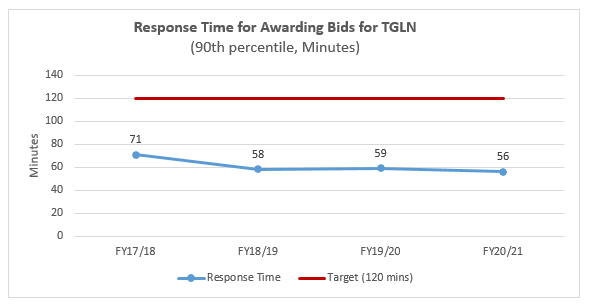 Response Time for Awarding Bids for TGLN
(90th percentile, Minutes)
140
120
100
80
60
40
20
0
Minutes
71
58
59
56
FY17/18
FY18/19
FY19/20
FY20/21
Response Time
Target (120 mins)